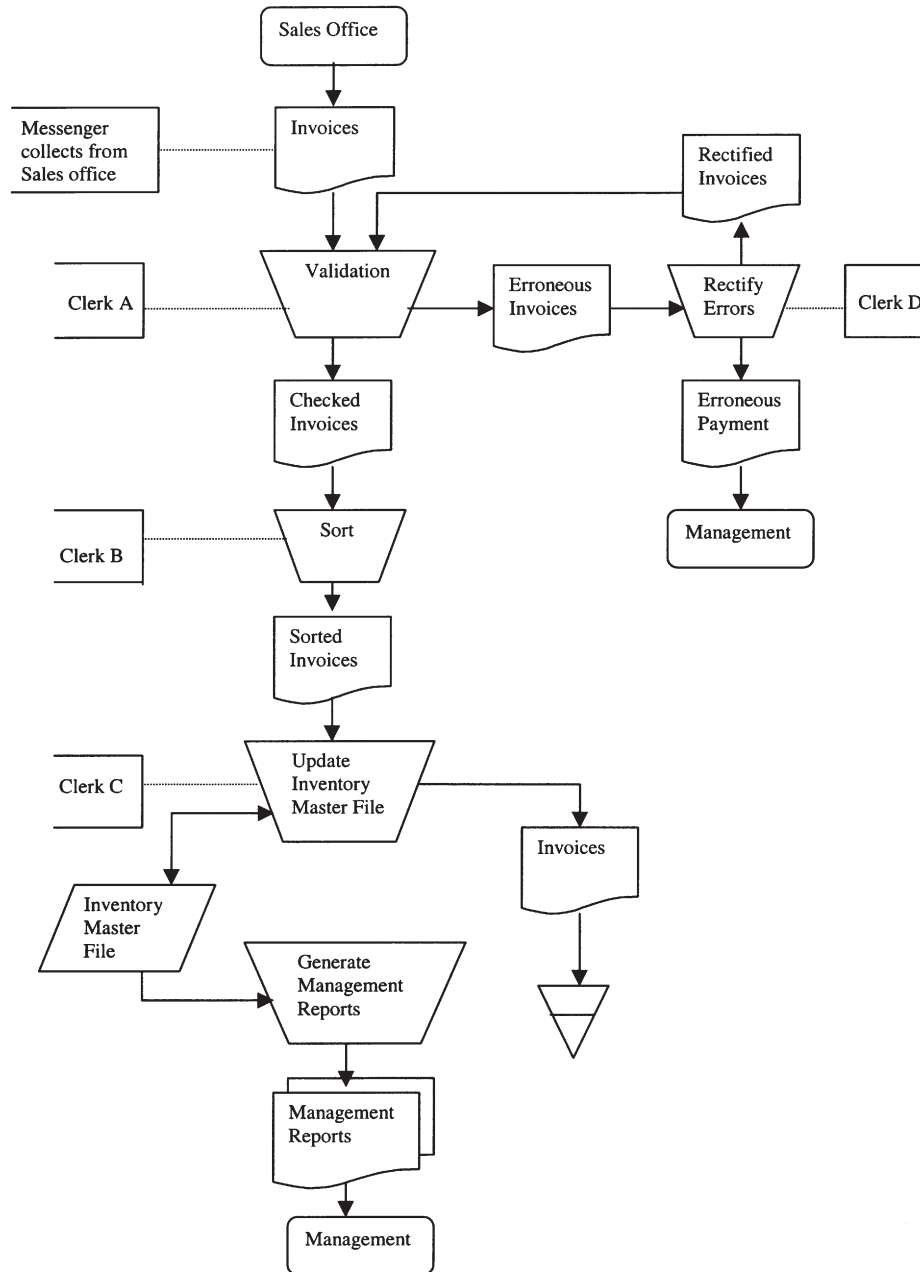 Sales Office
Messenger
collects from
Sales office
Invoices
Rectified
Invoices
Clerk A
Validation
Erroneous
Invoices
Rectify
Errors
Clerk D
Checked
Invoices
Erroneous
Payment
Clerk B
Sort
Management
Sorted
Invoices
Clerk C
Update
Inventory
Master File
Invoices
Inventory
Master
File
Generate
Management
Reports
Management
Reports
Management